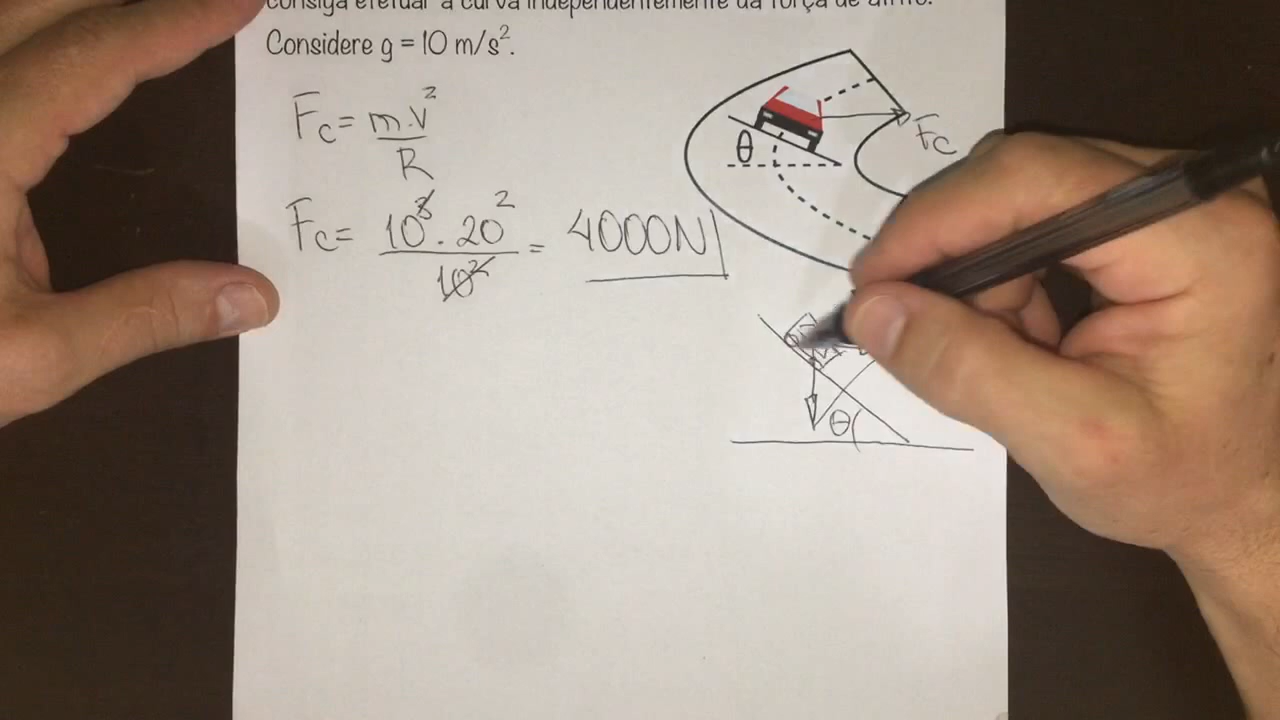 consiga efetuar a curva independentemente da força de atrito.
Considere g = 10 m/s².
Fc = m.v²
R
Fc = 10³ . 20² = 4000N
10²
θ
Fc
θ